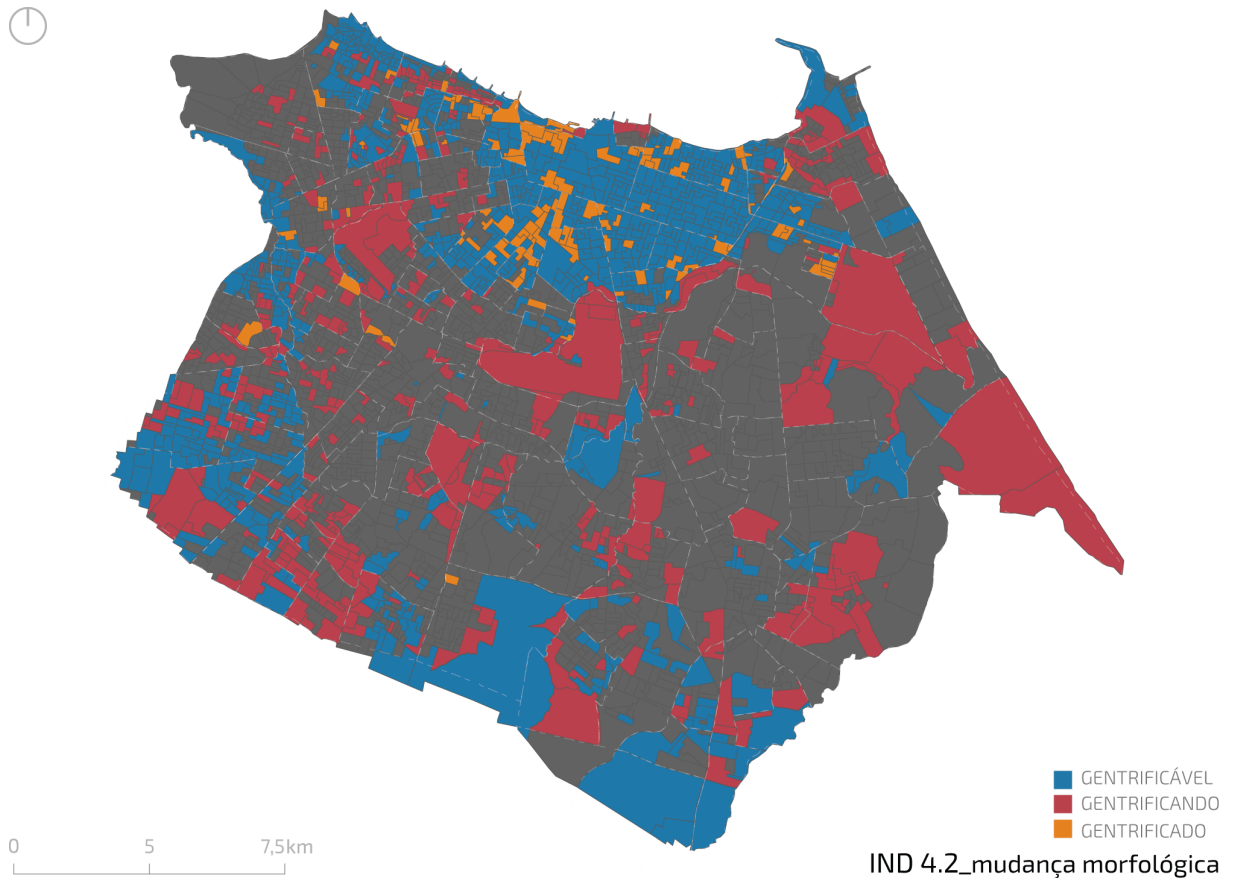 GENTRIFICÁVEL
GENTRIFICANDO
GENTRIFICADO
0 5 7,5km
IND 4.2_mudança morfológica